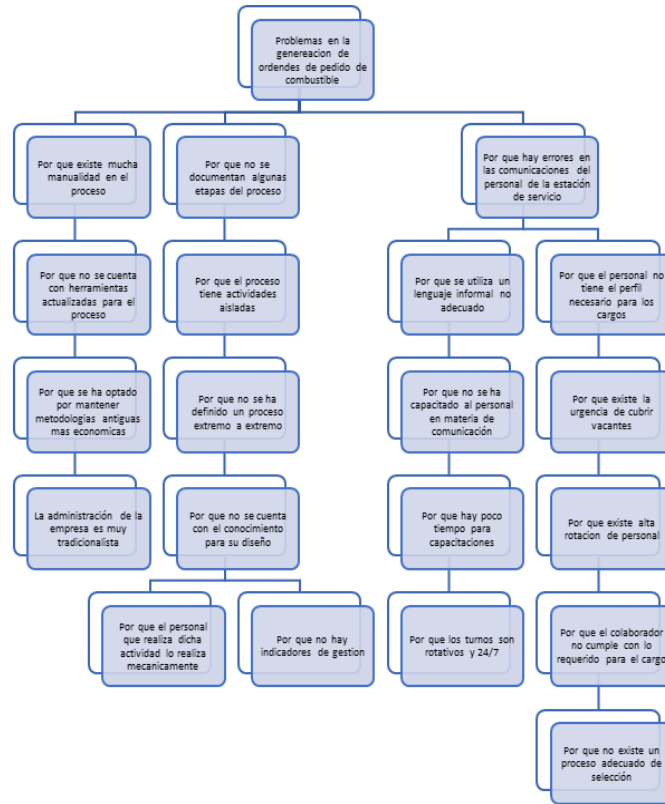 Problemas en la
genereacion de
ordendes de pedido de
combustible
Por que existe mucha
manualidad en el
proceso
Por que no se
documentan algunas
etapas del proceso
Por que hay errores en
las comunicaciones del
personal de la estación
de servicio
Por que no se cuenta
con herramientas
actualizadas para el
proceso
Por que el proceso
tiene actividades
aisladas
Por que se utiliza un
lenguaje informal no
adecuado
Por que el personal no
tiene el perfil
necesario para los
cargos
Por que se ha optado
por mantener
metodologías antiguas
mas economicas
Por que no se ha
definido un proceso
extremo a extremo
Por que no se ha
capacitado al personal
en materia de
comunicación
Por que existe la
urgencia de cubrir
vacantes
La administración de la
empresa es muy
tradicionalista
Por que no se cuenta
con el conocimiento
para su diseño
Por que hay poco
tiempo para
capacitaciones
Por que existe alta
rotacion de personal
Por que el personal
que realiza dicha
actividad lo realiza
mecanicamente
Por que no hay
indicadores de gestion
Por que los turnos son
rotativos y 24/7
Por que el colaborador
no cumple con lo
requerido para el cargo
Por que no existe un
proceso adecuado de
selección